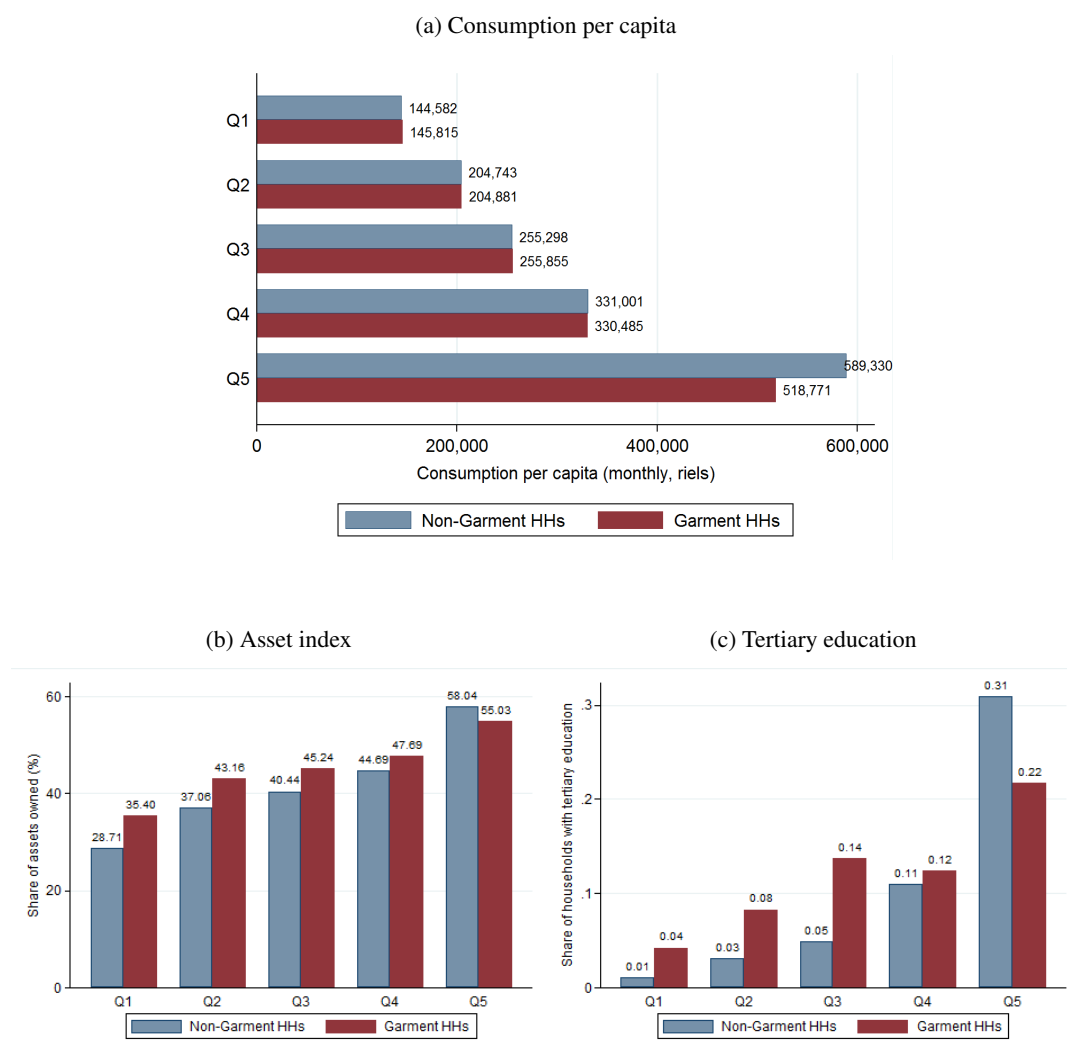 (a) Consumption per capita
Q1
144,582
145,815
Q2
204,743
204,881
Q3
255,298
255,855
Q4
331,001
330,485
Q5
589,330
518,771
0 200,000 400,000 600,000
Consumption per capita (monthly, riels)
Non-Garment HHs Garment HHs
(b) Asset index
Share of assets owned (%)
60
40
20
0
28.71 35.40
37.06 43.16
40.44 45.24
44.69 47.69
58.04 55.03
Q1 Q2 Q3 Q4 Q5
Non-Garment HHs Garment HHs
(c) Tertiary education
Share of households with tertiary education
.3
.2
.1
0
0.01 0.04
0.03 0.08
0.05 0.14
0.11 0.12
0.31 0.22
Q1 Q2 Q3 Q4 Q5
Non-Garment HHs Garment HHs